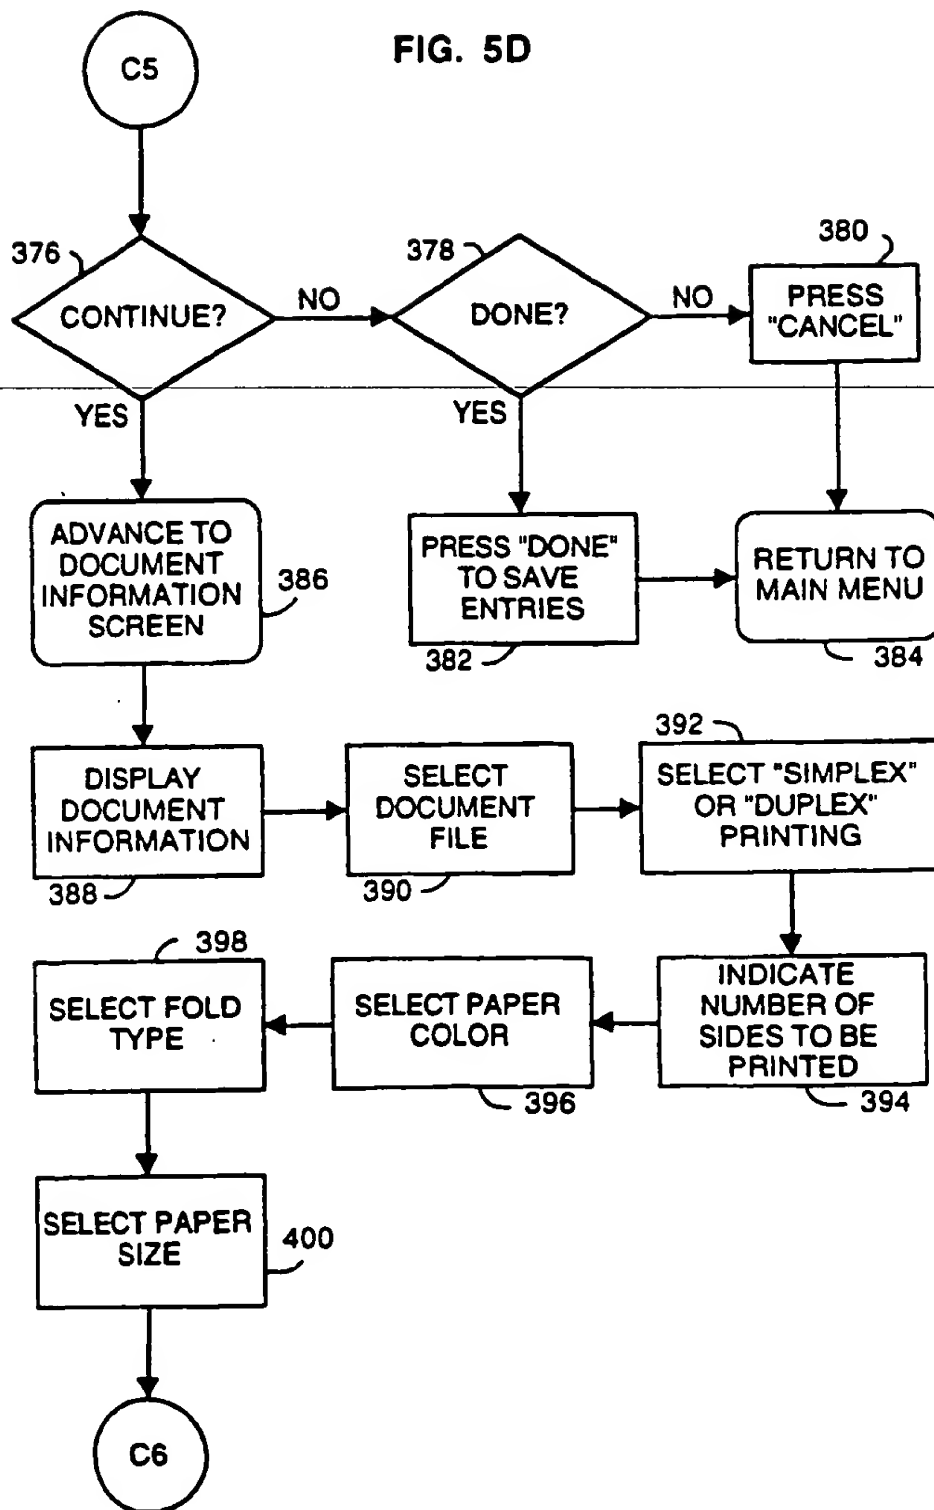 FIG. 5D
C5
376
CONTINUE?
NO
378
DONE?
NO
380
PRESS
"CANCEL"
YES
YES
ADVANCE TO
DOCUMENT
INFORMATION
SCREEN
386
PRESS "DONE"
TO SAVE
ENTRIES
382
RETURN TO
MAIN MENU
384
DISPLAY
DOCUMENT
INFORMATION
388
SELECT
DOCUMENT
FILE
390
392
SELECT "SIMPLEX"
OR "DUPLEX"
PRINTING
398
SELECT FOLD
TYPE
SELECT PAPER
COLOR
396
INDICATE
NUMBER OF
SIDES TO BE
PRINTED
394
SELECT PAPER
SIZE
400
C6